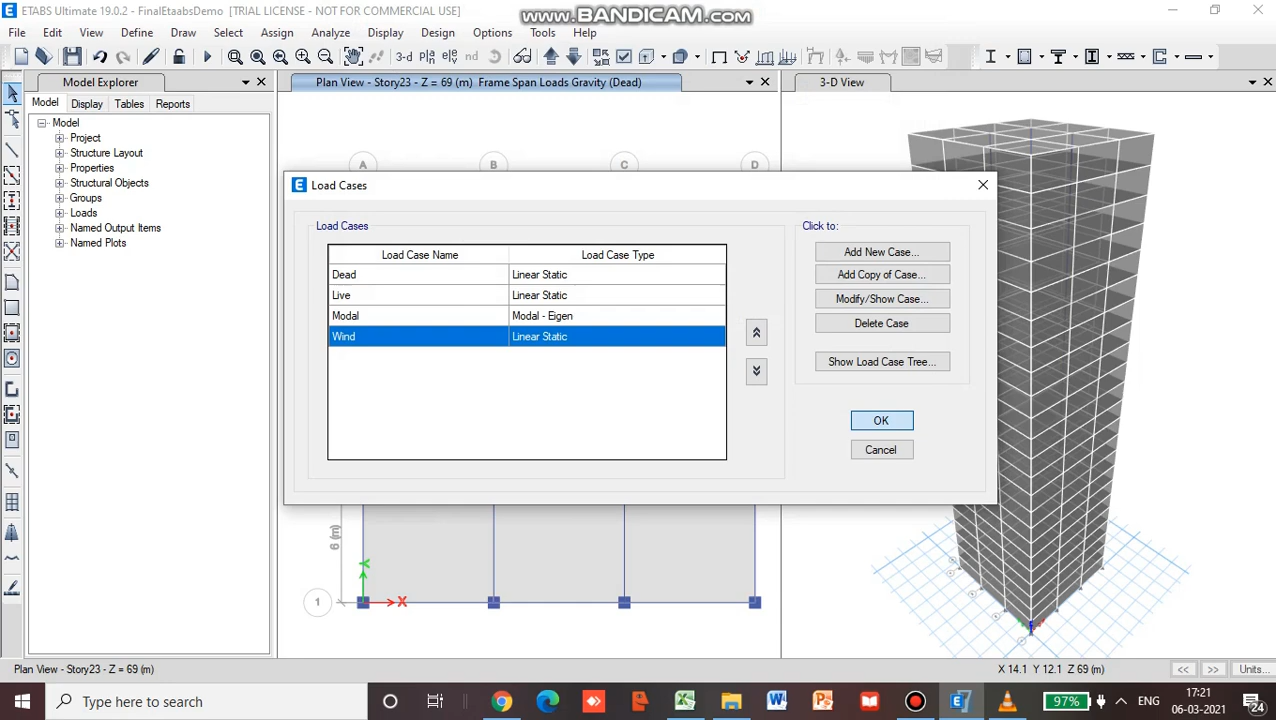 ETABS Ultimate 19.0.2 - FinalEtaabsDemo [TRIAL LICENSE - NOT FOR COMMERCIAL USE]
www.BANDICAM.com
File Edit View Define Draw Select Assign Analyze Display Design Options Tools Help
3-d pla ele
Model Explorer
Plan View - Story23 - Z = 69 (m) Frame Span Loads Gravity (Dead)
3-D View
Model Display Tables Reports
Model
Project
Structure Layout
Properties
Structural Objects
Groups
Loads
Named Output Items
Named Plots
A B C D
Load Cases
Load Cases
Click to:
Load Case Name Load Case Type
Dead Linear Static
Live Linear Static
Modal Modal - Eigen
Wind Linear Static
Add New Case...
Add Copy of Case...
Modify/Show Case...
Delete Case
Show Load Case Tree...
OK
Cancel
6 (m)
Y
1
X
Plan View - Story23 - Z = 69 (m)
X 14.1 Y 12.1 Z 69 (m)
<< >> Units...
Type here to search
97%
ENG
17:21
06-03-2021
24